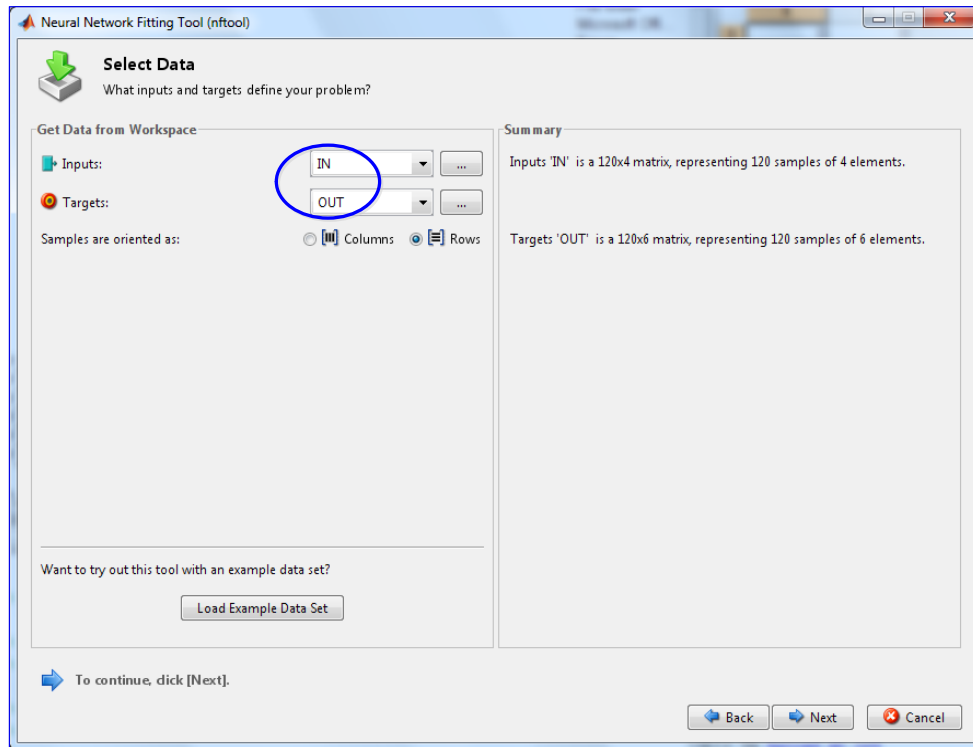 Neural Network Fitting Tool (nftool)
Select Data
What inputs and targets define your problem?
Get Data from Workspace
Inputs:
IN
...
Targets:
OUT
...
Samples are oriented as:
Columns
Rows
Want to try out this tool with an example data set?
Load Example Data Set
Summary
Inputs 'IN' is a 120x4 matrix, representing 120 samples of 4 elements.
Targets 'OUT' is a 120x6 matrix, representing 120 samples of 6 elements.
To continue, click [Next].
Back
Next
Cancel